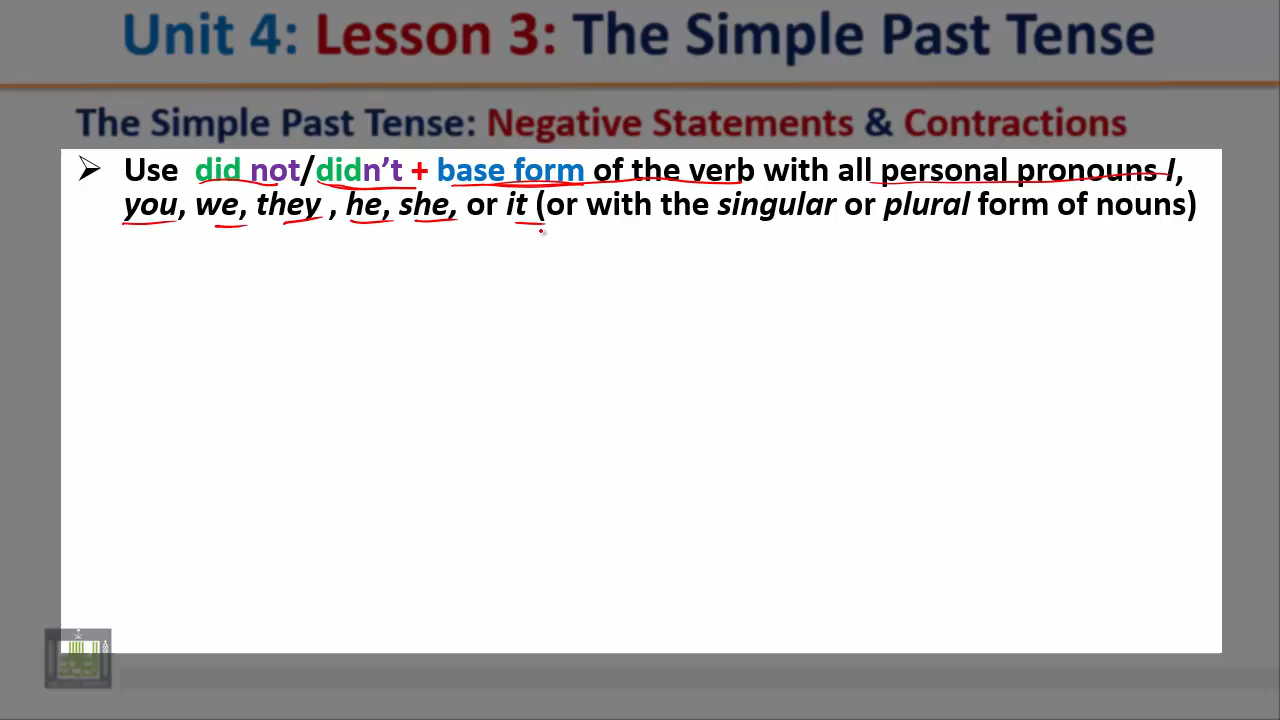 Unit 4: Lesson 3: The Simple Past Tense
The Simple Past Tense: Negative Statements & Contractions
➢ Use did not/didn’t + base form of the verb with all personal pronouns I,
you, we, they , he, she, or it (or with the singular or plural form of nouns)